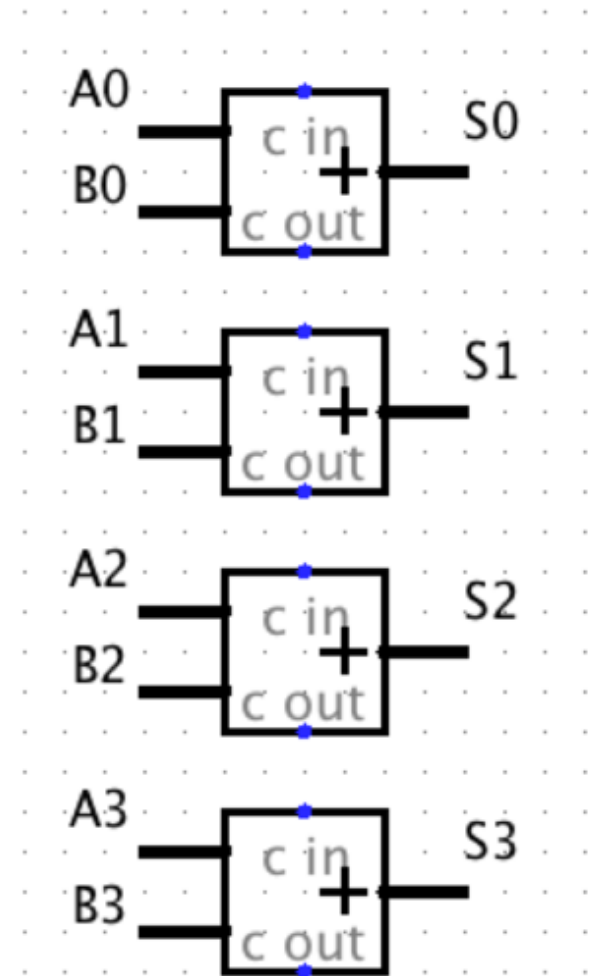 A0
c in
S0
+
B0
c out
A1
c in
S1
+
B1
c out
A2
c in
S2
+
B2
c out
A3
c in
S3
+
B3
c out